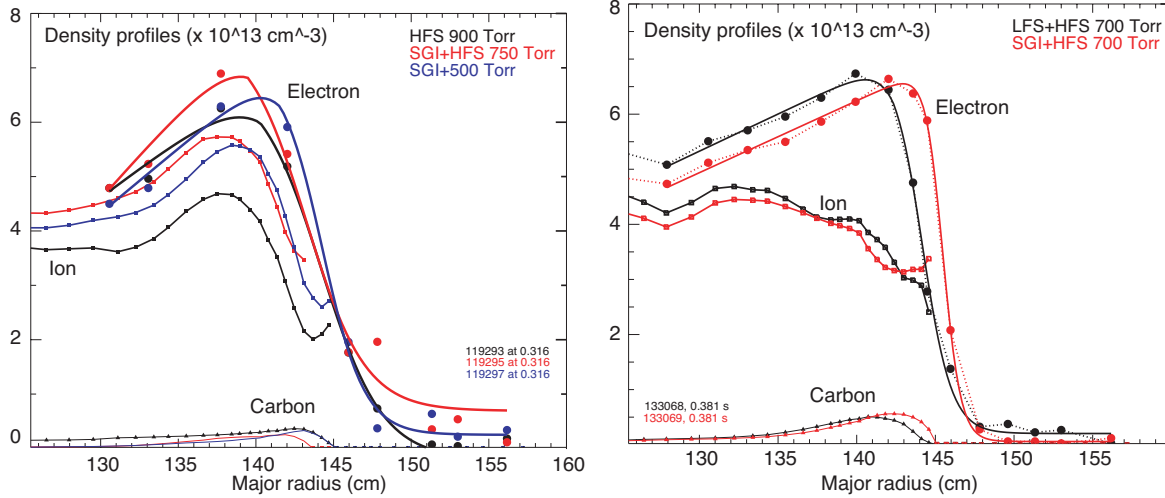 Density profiles (x 10^13 cm^-3)
HFS 900 Torr
SGI+HFS 750 Torr
SGI+500 Torr
Electron
Ion
119293 at 0.316
119295 at 0.316
119297 at 0.316
Carbon
8
6
4
2
0
130 135 140 145 150 155 160
Major radius (cm)
Density profiles (x 10^13 cm^-3)
LFS+HFS 700 Torr
SGI+HFS 700 Torr
Electron
Ion
Carbon
133068, 0.381 s
133069, 0.381 s
8
6
4
2
0
130 135 140 145 150 155
Major radius (cm)